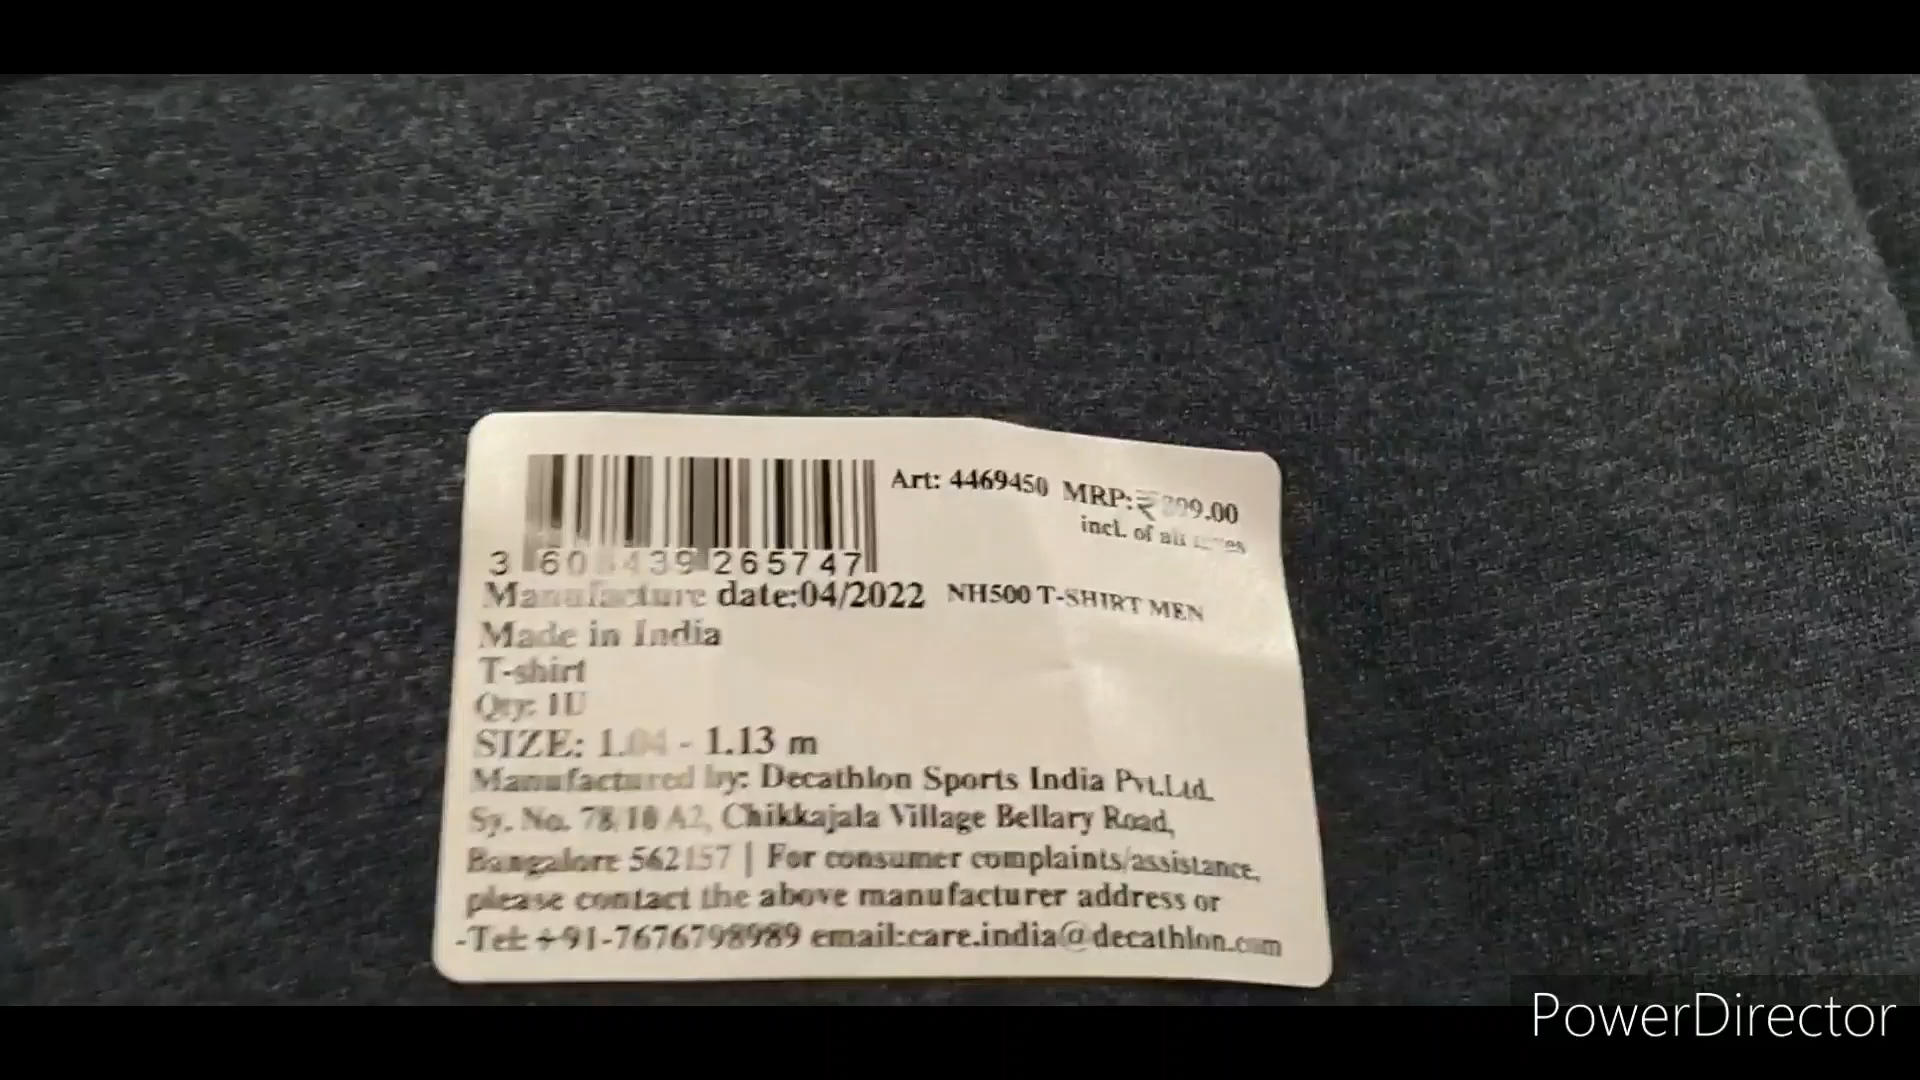 Art: 4469450 MRP:₹ 99.00
incl. of all
3 60 439 265747
Manufacture date:04/2022 NH500 T-SHIRT MEN
Made in India
T-shirt
Qty: 1U
SIZE: 1.04 - 1.13 m
Manufactured by: Decathlon Sports India Pvt.Ltd.
Sy. No. 78/10 A2, Chikkajala Village Bellary Road,
Bangalore 562157 | For consumer complaints/assistance,
please contact the above manufacturer address or
-Tel: +91-7676798989 email:care.india@decathlon.com
PowerDirector